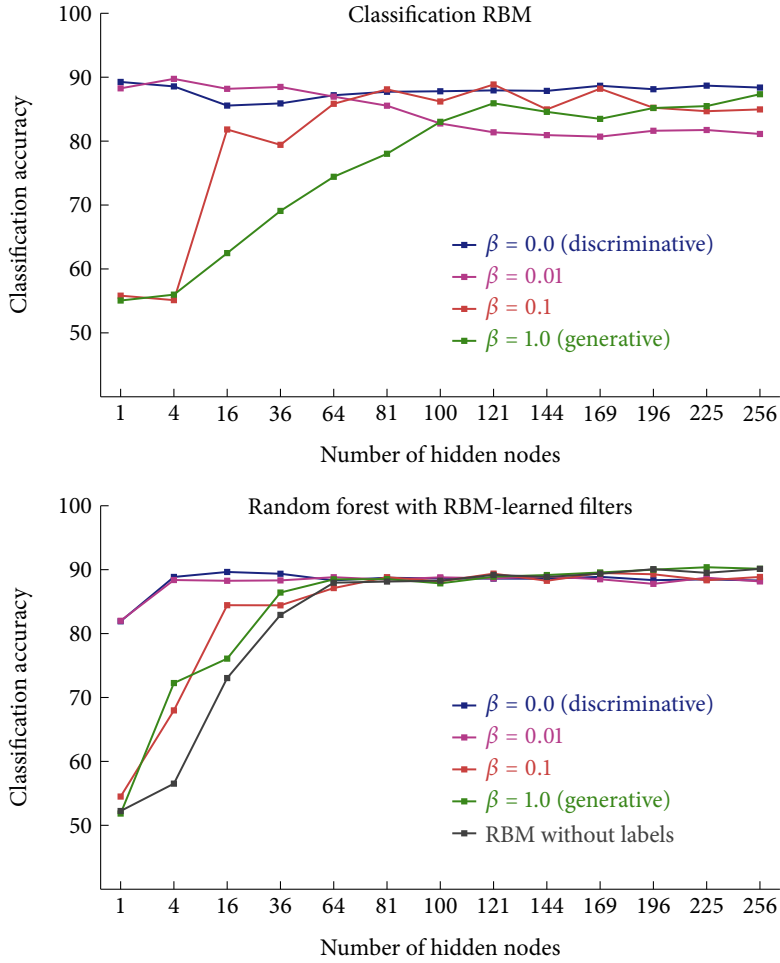 Classification RBM
100
90
80
70
60
50
Classification accuracy
β = 0.0 (discriminative)
β = 0.01
β = 0.1
β = 1.0 (generative)
1 4 16 36 64 81 100 121 144 169 196 225 256
Number of hidden nodes
Random forest with RBM-learned filters
100
90
80
70
60
50
Classification accuracy
β = 0.0 (discriminative)
β = 0.01
β = 0.1
β = 1.0 (generative)
RBM without labels
1 4 16 36 64 81 100 121 144 169 196 225 256
Number of hidden nodes